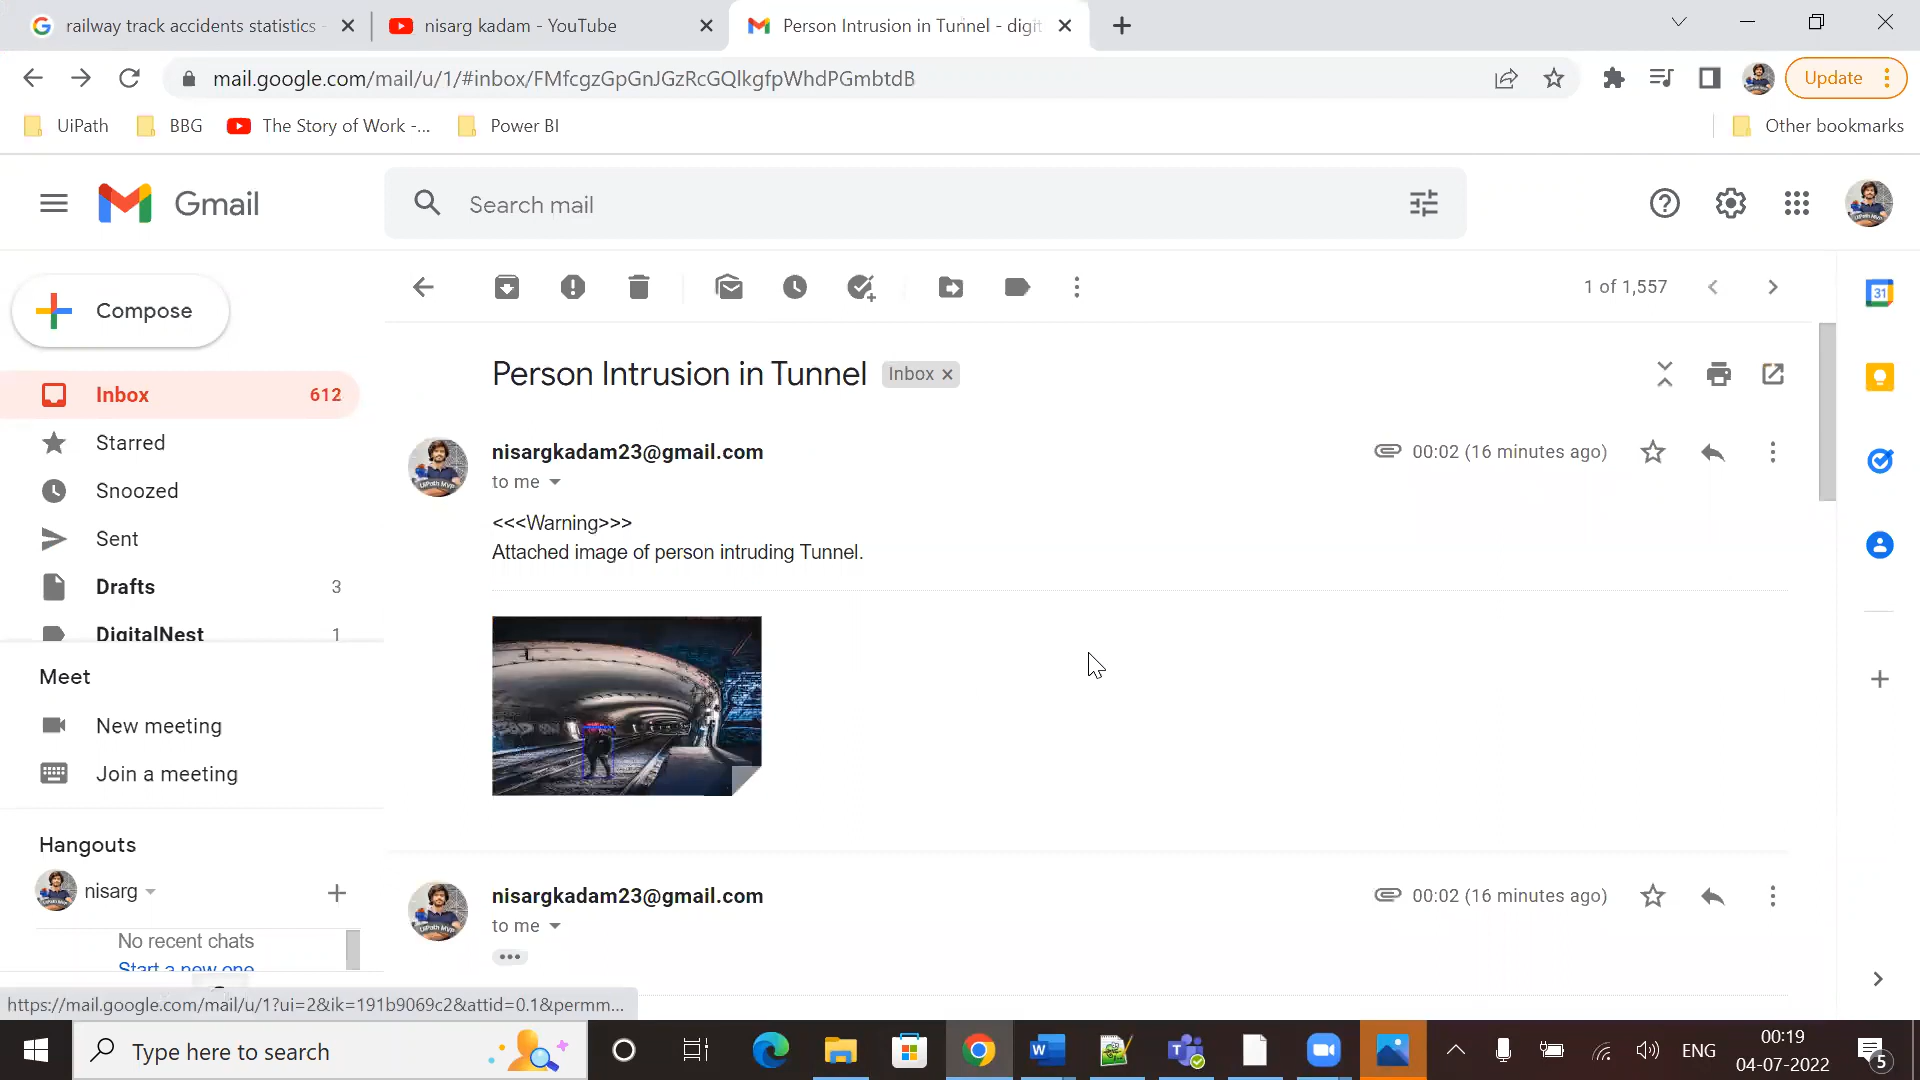 railway track accidents statistics -
nisarg kadam - YouTube
Person Intrusion in Tunnel - digit
mail.google.com/mail/u/1/#inbox/FMfcgzGpGnJGzRcGQlkgfpWhdPGmbtdB
Update
UiPath
BBG
The Story of Work -...
Power BI
Other bookmarks
Gmail
Search mail
Compose
1 of 1,557
31
Person Intrusion in Tunnel
Inbox ×
Inbox 612
Starred
Snoozed
Sent
Drafts 3
DigitalNest 1
nisargkadam23@gmail.com
00:02 (16 minutes ago)
to me
<<<Warning>>>
Attached image of person intruding Tunnel.
Meet
New meeting
Join a meeting
Hangouts
nisarg
No recent chats
Start a new one
nisargkadam23@gmail.com
00:02 (16 minutes ago)
to me
•••
https://mail.google.com/mail/u/1?ui=2&ik=191b9069c2&attid=0.1&permm...
Type here to search
ENG
00:19
04-07-2022
5